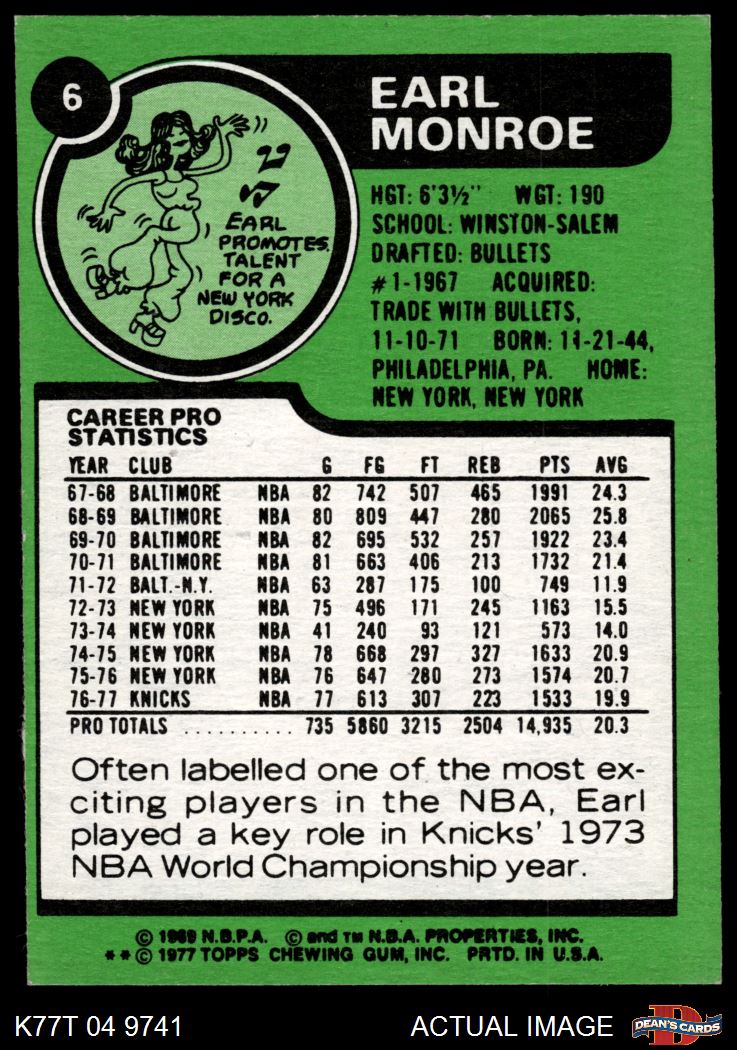 6
EARL
MONROE
EARL
PROMOTES
TALENT
FOR A
NEW YORK
DISCO.
HGT: 6'3½" WGT: 190
SCHOOL: WINSTON-SALEM
DRAFTED: BULLETS
#1-1967 ACQUIRED:
TRADE WITH BULLETS,
11-10-71 BORN: 11-21-44,
PHILADELPHIA, PA. HOME:
NEW YORK, NEW YORK
CAREER PRO
STATISTICS
YEAR CLUB G FG FT REB PTS AVG
67-68 BALTIMORE NBA 82 742 507 465 1991 24.3
68-69 BALTIMORE NBA 80 809 447 280 2065 25.8
69-70 BALTIMORE NBA 82 695 532 257 1922 23.4
70-71 BALTIMORE NBA 81 663 406 213 1732 21.4
71-72 BALT.-N.Y. NBA 63 287 175 100 749 11.9
72-73 NEW YORK NBA 75 496 171 245 1163 15.5
73-74 NEW YORK NBA 41 240 93 121 573 14.0
74-75 NEW YORK NBA 78 668 297 327 1633 20.9
75-76 NEW YORK NBA 76 647 280 273 1574 20.7
76-77 KNICKS NBA 77 613 307 223 1533 19.9
PRO TOTALS .......... 735 5860 3215 2504 14,935 20.3
Often labelled one of the most ex-
citing players in the NBA, Earl
played a key role in Knicks' 1973
NBA World Championship year.
© 1969 N.B.P.A. © and TM N.B.A. PROPERTIES, INC.
**© 1977 TOPPS CHEWING GUM, INC. PRTD. IN U.S.A.
K77T 04 9741 ACTUAL IMAGE DEAN'S CARDS